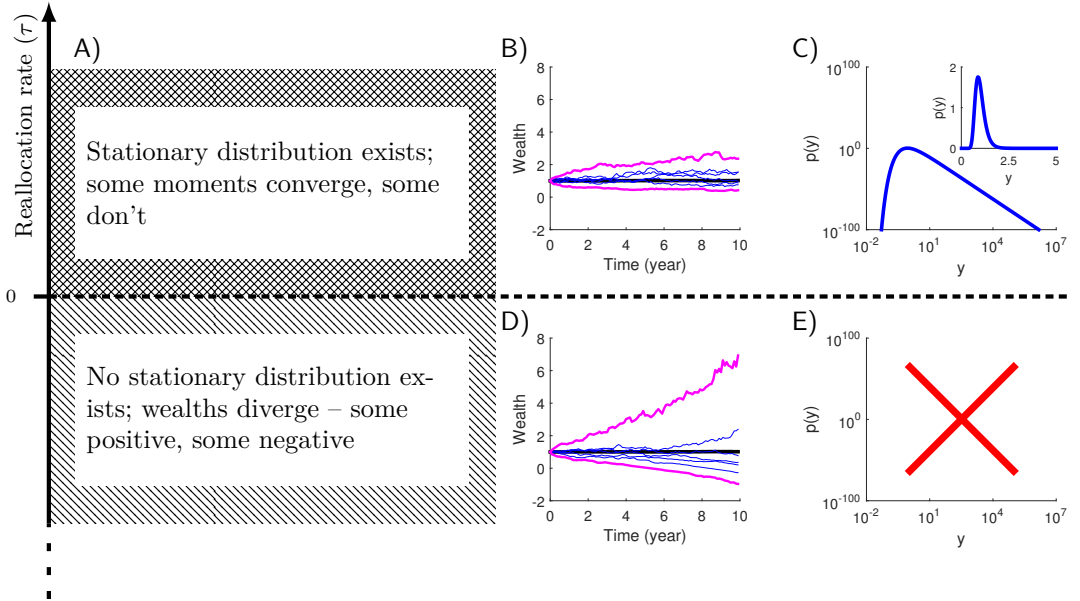 Reallocation rate (τ)
0
A)
Stationary distribution exists;
some moments converge, some
don't
No stationary distribution ex-
ists; wealths diverge – some
positive, some negative
B)
Wealth
8
6
4
2
0
-2
0 2 4 6 8 10
Time (year)
C)
p(y)
10^100
10^0
10^-100
10^-2 10^1 10^4 10^7
y
p(y)
2
1
0
0 2.5 5
y
D)
Wealth
8
6
4
2
0
-2
0 2 4 6 8 10
Time (year)
E)
p(y)
10^100
10^0
10^-100
10^-2 10^1 10^4 10^7
y